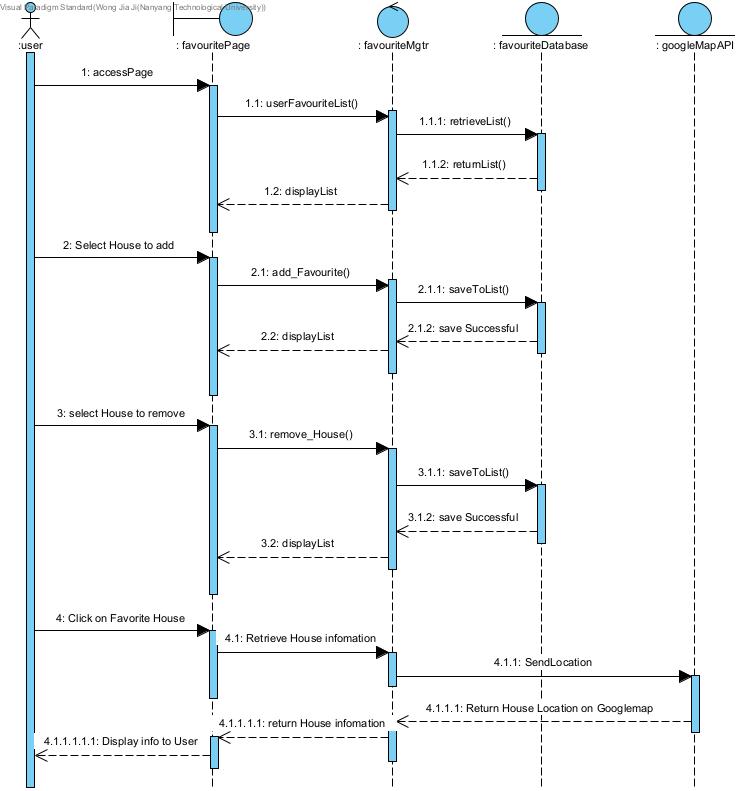 Visual Paradigm Standard(Wong Jia Ji(Nanyang Technological University))
:user
: favouritePage
: favouriteMgtr
: favouriteDatabase
: googleMapAPI
1: accessPage
1.1: userFavouriteList()
1.1.1: retrieveList()
1.1.2: returnList()
1.2: displayList
2: Select House to add
2.1: add_Favourite()
2.1.1: saveToList()
2.1.2: save Successful
2.2: displayList
3: select House to remove
3.1: remove_House()
3.1.1: saveToList()
3.1.2: save Successful
3.2: displayList
4: Click on Favorite House
4.1: Retrieve House infomation
4.1.1: SendLocation
4.1.1.1: Return House Location on Googlemap
4.1.1.1.1: return House infomation
4.1.1.1.1.1: Display info to User